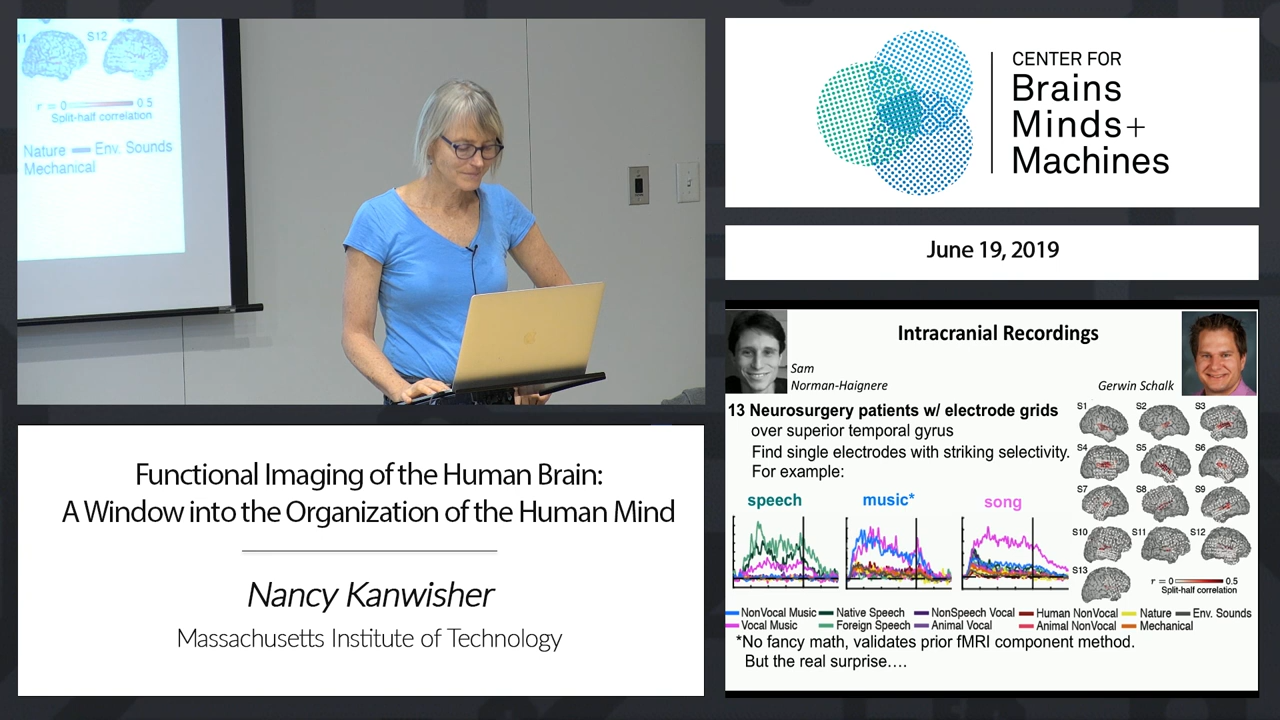 11
S12
r = 0
0.5
Split-half correlation
Nature
Env. Sounds
Mechanical
CENTER FOR
Brains
Minds+
Machines
June 19, 2019
Functional Imaging of the Human Brain:
A Window into the Organization of the Human Mind
Nancy Kanwisher
Massachusetts Institute of Technology
Intracranial Recordings
Sam
Norman-Haignere
Gerwin Schalk
13 Neurosurgery patients w/ electrode grids
over superior temporal gyrus
Find single electrodes with striking selectivity.
For example:
S1 S2 S3
S4 S5 S6
S7 S8 S9
S10 S11 S12
S13
r = 0 0.5
Split-half correlation
speech music* song
NonVocal Music Native Speech NonSpeech Vocal Human NonVocal Nature Env. Sounds
Vocal Music Foreign Speech Animal Vocal Animal NonVocal Mechanical
*No fancy math, validates prior fMRI component method.
But the real surprise....